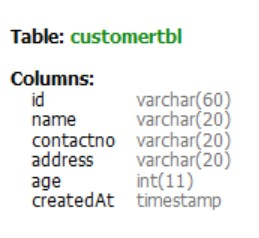 Table: customertbl
Columns:
id varchar(60)
name varchar(20)
contactno varchar(20)
address varchar(20)
age int(11)
createdAt timestamp